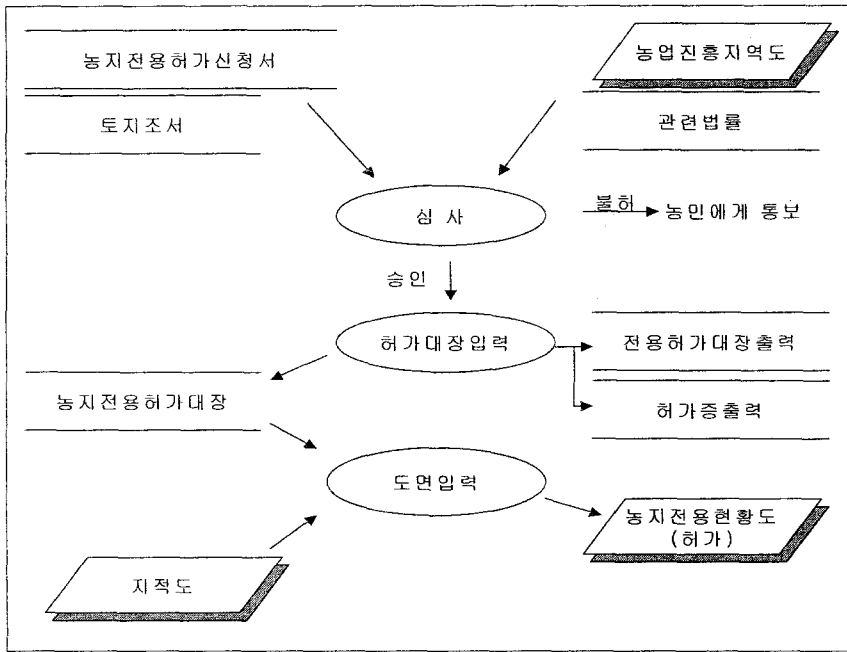 농지전용허가신청서
농업진흥지역도
토지조서
관련법률
심 사
불허
농민에게 통보
승인
허가대장입력
전용허가대장출력
농지전용허가대장
허가증출력
도면입력
농지전용현황도
(허가)
지적도